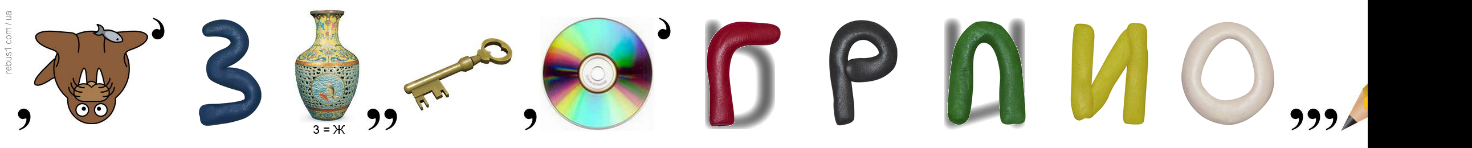 rebus1.com / ua
, ’ З ,, , ’ Г Р П И О ,,,
З = Ж